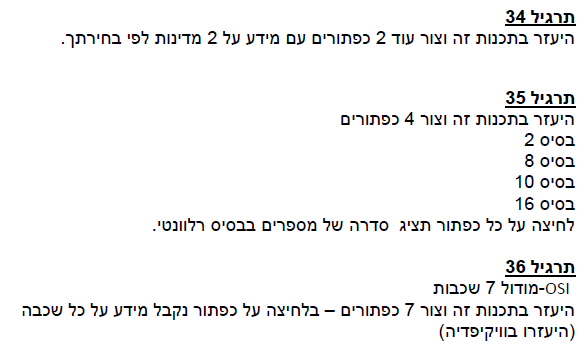 תרגיל 34
היעזר בתכנות זה וצור עוד 2 כפתורים עם מידע על 2 מדינות לפי בחירתך.
תרגיל 35
היעזר בתכנות זה וצור 4 כפתורים
בסיס 2
בסיס 8
בסיס 10
בסיס 16
לחיצה על כל כפתור תציג סדרה של מספרים בבסיס רלוונטי.
תרגיל 36
OSI-מודול 7 שכבות
היעזר בתכנות זה וצור 7 כפתורים – בלחיצה על כפתור נקבל מידע על כל שכבה
(היעזרו בוויקיפדיה)